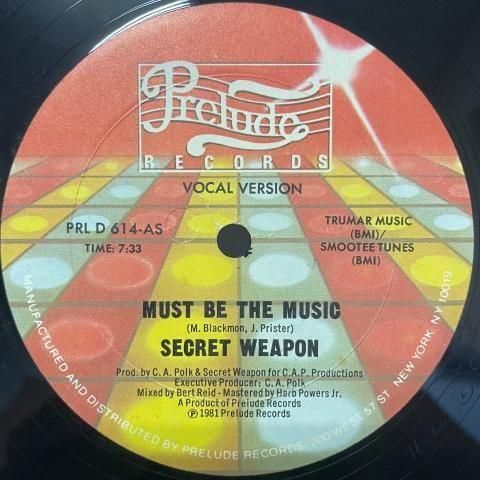 Prelude
RECORDS
VOCAL VERSION
PRL D 614-AS
TIME: 7:33
TRUMAR MUSIC
(BMI)/
SMOOTEE TUNES
(BMI)
MUST BE THE MUSIC
(M. Blackmon, J. Prister)
SECRET WEAPON
Prod. by C. A. Polk & Secret Weapon for C.A.P. Productions
Executive Producer: C. A. Polk
Mixed by Bert Reid - Mastered by Herb Powers Jr.
A Product of Prelude Records
℗ 1981 Prelude Records
MANUFACTURED AND DISTRIBUTED BY PRELUDE RECORDS, 200 WEST 57 ST. NEW YORK, NY 10019